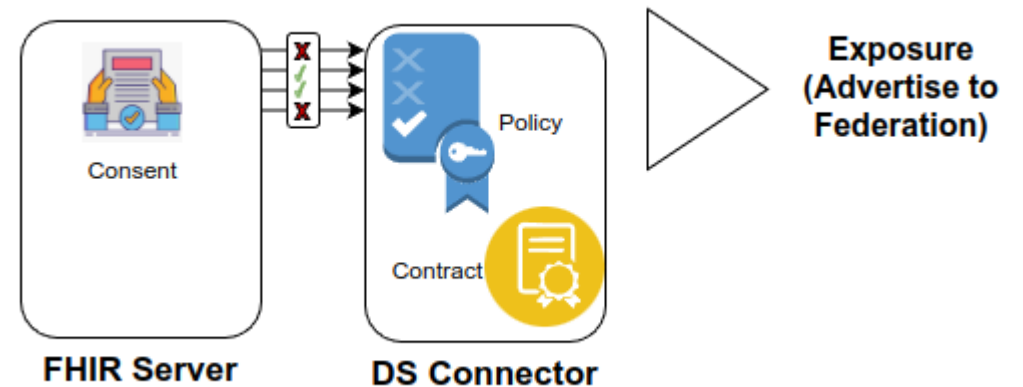 Consent
FHIR Server
Policy
Contract
DS Connector
Exposure
(Advertise to
Federation)